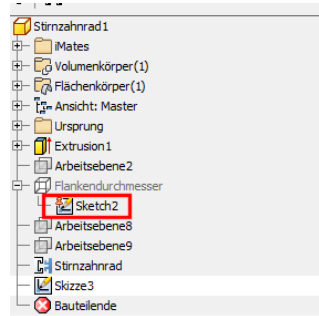 Stirnzahnrad1
iMates
Volumenkörper(1)
Flächenkörper(1)
Ansicht: Master
Ursprung
Extrusion1
Arbeitsebene2
Flankendurchmesser
Sketch2
Arbeitsebene8
Arbeitsebene9
Stirnzahnrad
Skizze3
Bauteilende